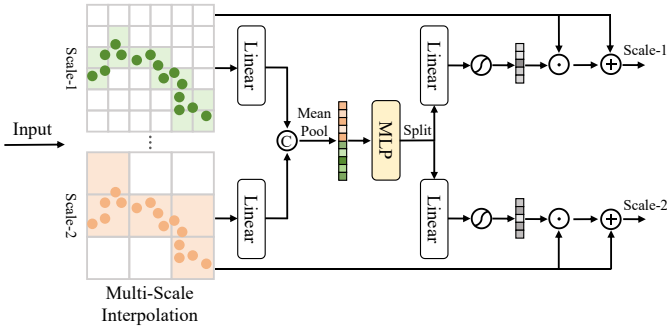 Scale-1
Linear
Linear
Scale-1
Input
Mean
Pool
C
MLP
Split
Scale-2
Linear
Linear
Scale-2
Multi-Scale
Interpolation